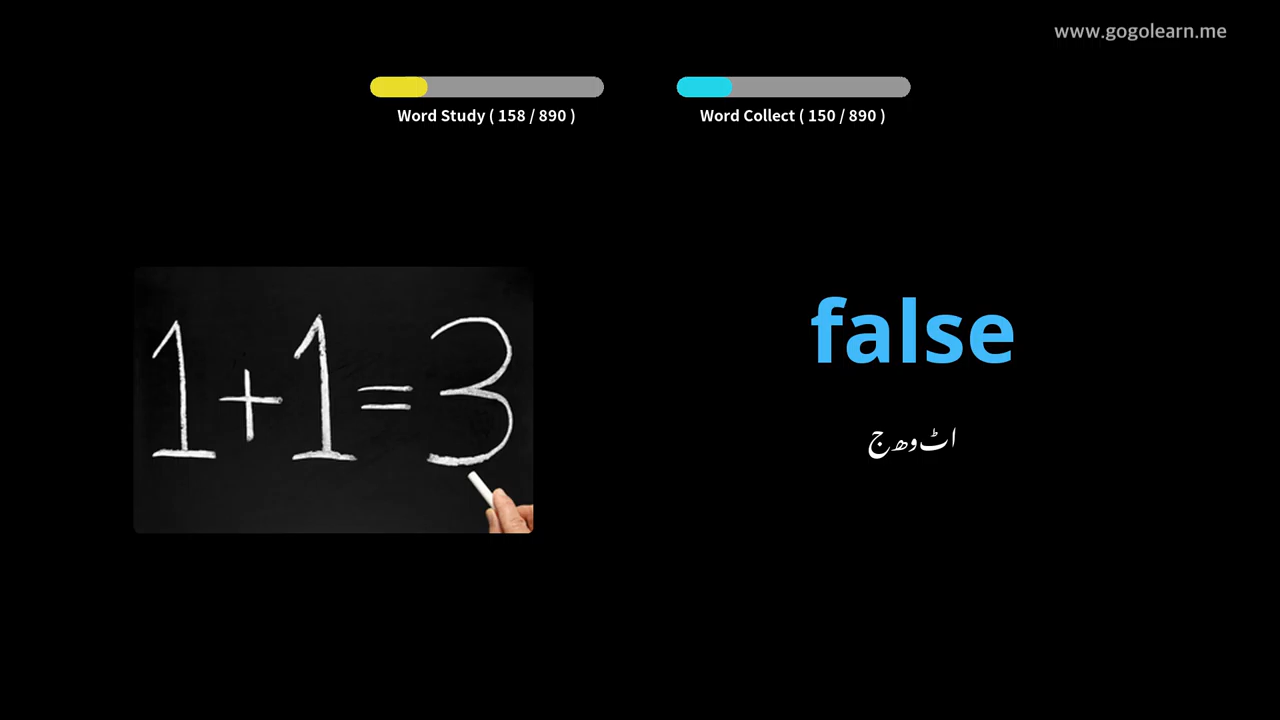 www.gogolearn.me
Word Study ( 158 / 890 )
Word Collect ( 150 / 890 )
1+1=3
false
اٹوھج